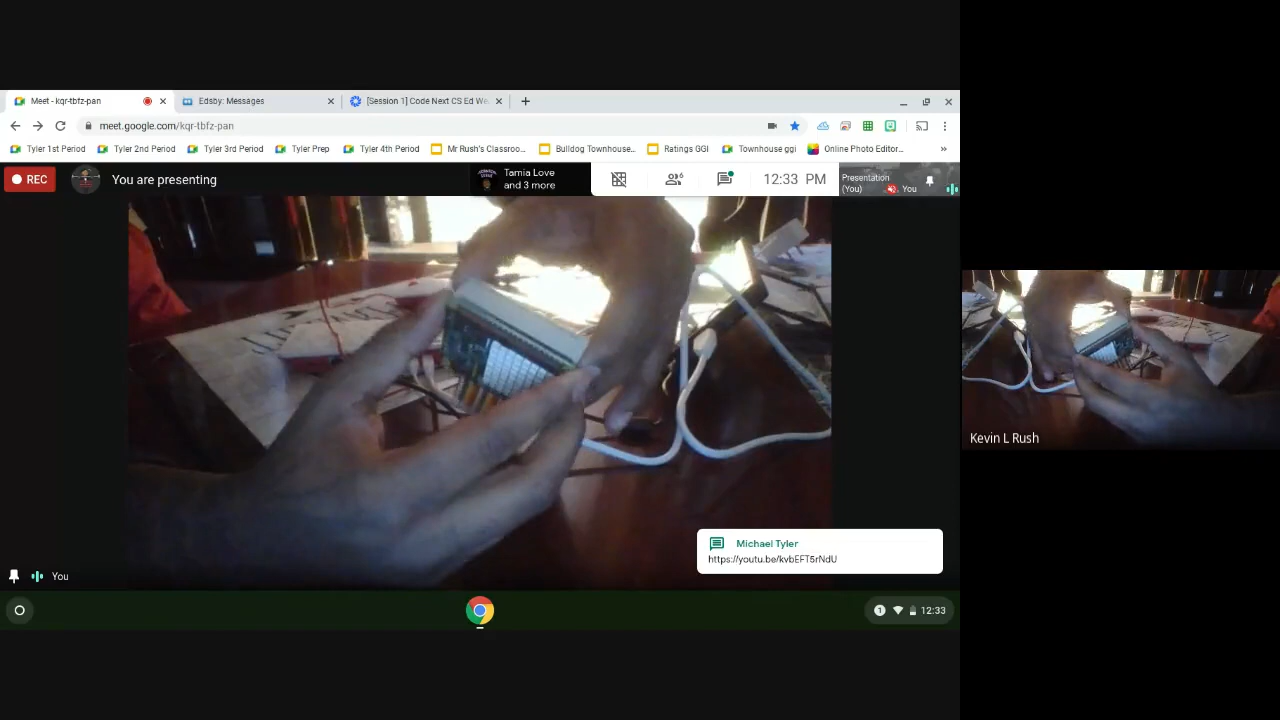 Meet - kqr-tbfz-pan
Edsby: Messages
[Session 1] Code Next CS Ed We
meet.google.com/kqr-tbfz-pan
Tyler 1st Period
Tyler 2nd Period
Tyler 3rd Period
Tyler Prep
Tyler 4th Period
Mr Rush's Classroo...
Bulldog Townhouse...
Ratings GGI
Townhouse ggi
Online Photo Editor...
»
REC
You are presenting
Tamia Love
and 3 more
6
12:33 PM
Presentation
(You)
You
Michael Tyler
https://youtu.be/kvbEFT5rNdU
You
1
12:33
Kevin L Rush